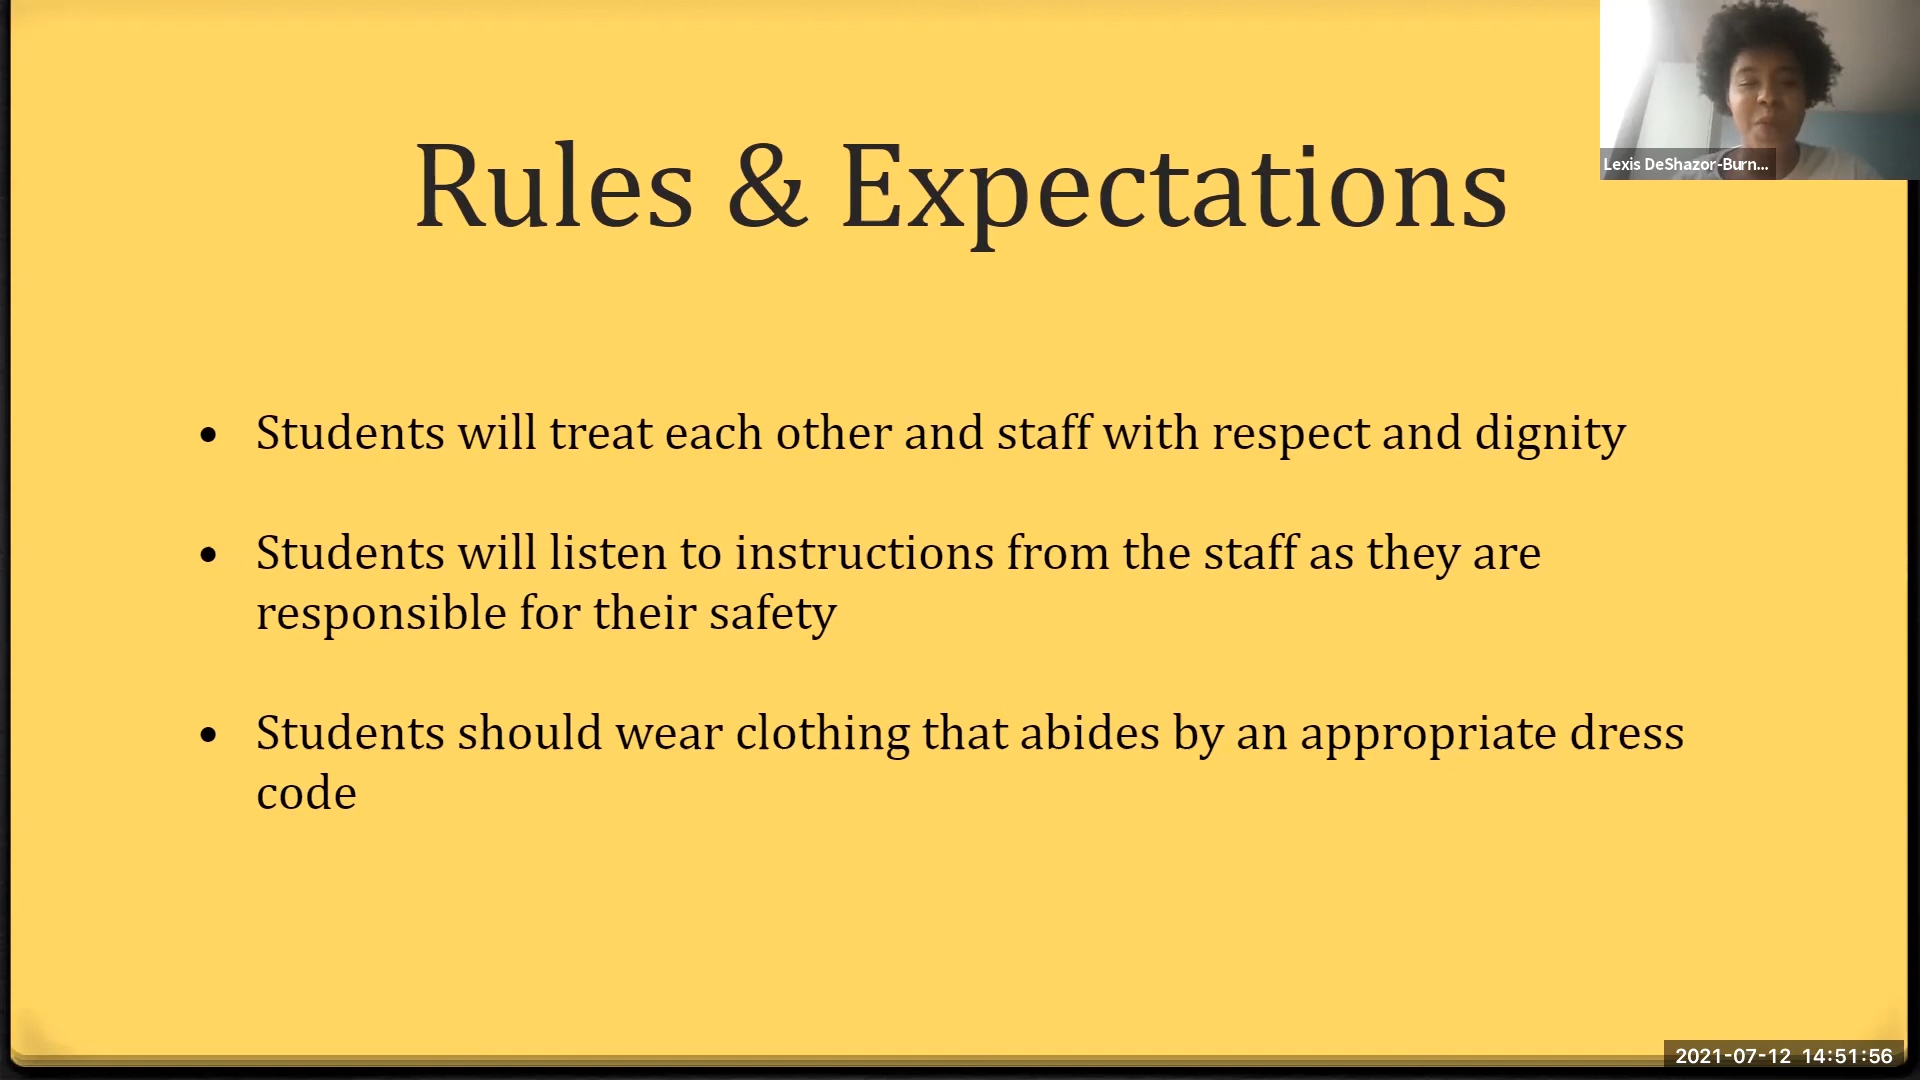 Rules & Expectations
Lexis DeShazor-Burn...
• Students will treat each other and staff with respect and dignity
• Students will listen to instructions from the staff as they are
responsible for their safety
• Students should wear clothing that abides by an appropriate dress
code
2021-07-12 14:51:56